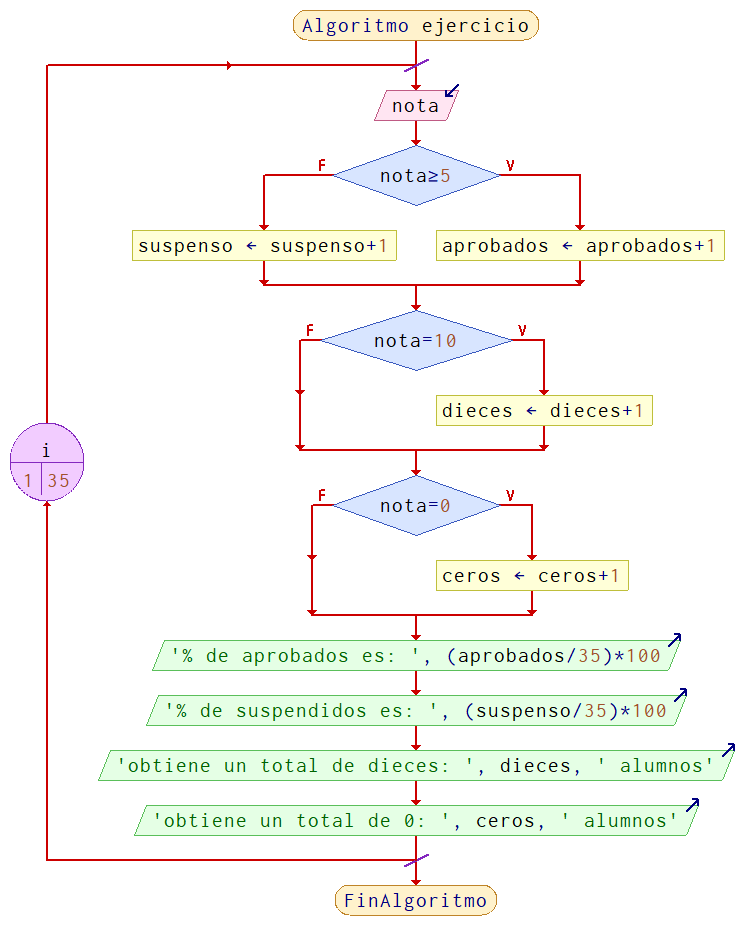 Algoritmo ejercicio
nota
nota≥5
F
V
suspenso ← suspenso+1
aprobados ← aprobados+1
nota=10
F
V
dieces ← dieces+1
i
1 35
nota=0
F
V
ceros ← ceros+1
'% de aprobados es: ', (aprobados/35)*100
'% de suspendidos es: ', (suspenso/35)*100
'obtiene un total de dieces: ', dieces, ' alumnos'
'obtiene un total de 0: ', ceros, ' alumnos'
FinAlgoritmo